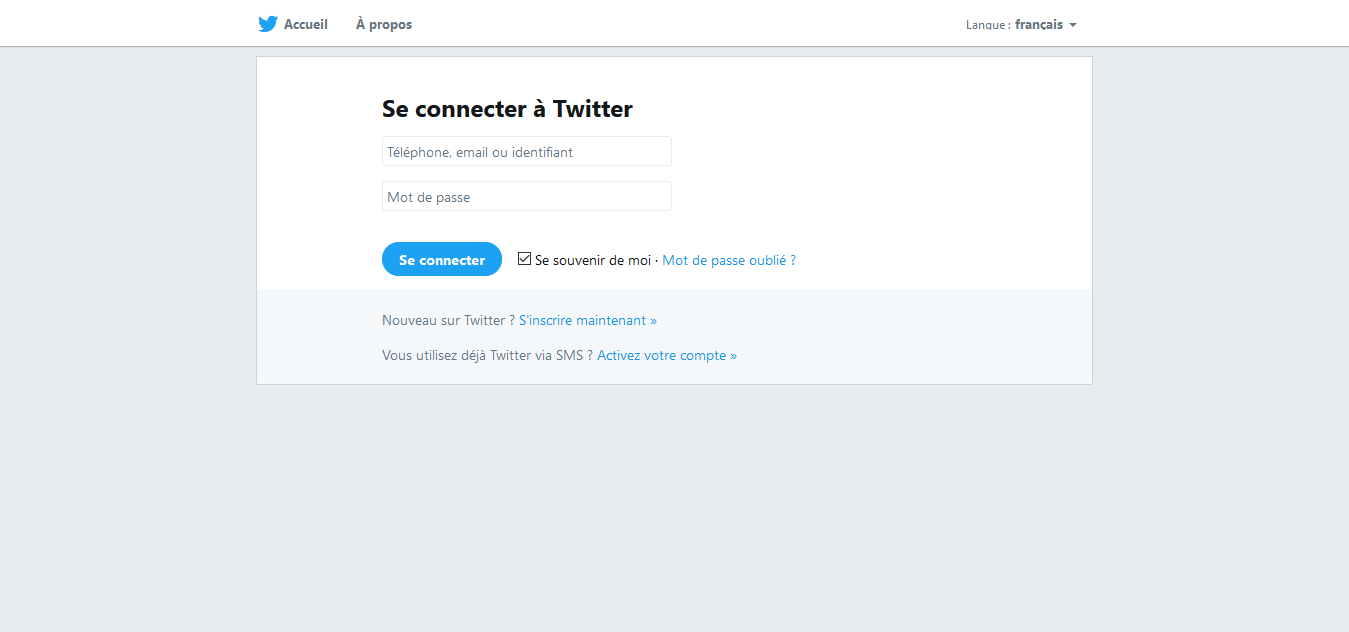 Accueil À propos Langue : français
Se connecter à Twitter
Téléphone, email ou identifiant
Mot de passe
Se connecter Se souvenir de moi · Mot de passe oublié ?
Nouveau sur Twitter ? S'inscrire maintenant »
Vous utilisez déjà Twitter via SMS ? Activez votre compte »